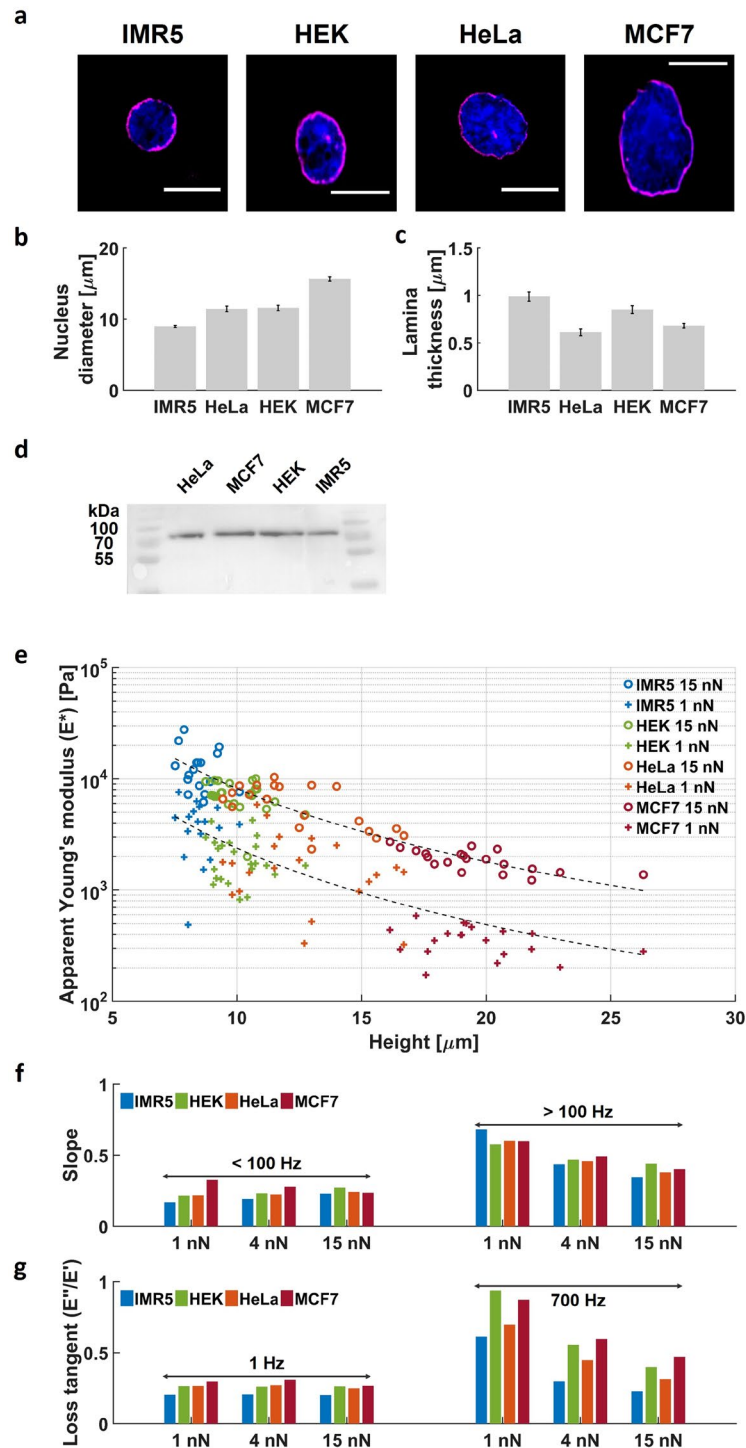 a
IMR5 HEK HeLa MCF7
b
Nucleus diameter [μm]
20
10
0
IMR5 HeLa HEK MCF7
c
Lamina thickness [μm]
1.5
1
0.5
0
IMR5 HeLa HEK MCF7
d
HeLa MCF7 HEK IMR5
kDa
100
70
55
e
Apparent Young's modulus (E*) [Pa]
10^5
10^4
10^3
10^2
IMR5 15 nN
IMR5 1 nN
HEK 15 nN
HEK 1 nN
HeLa 15 nN
HeLa 1 nN
MCF7 15 nN
MCF7 1 nN
5 10 15 20 25 30
Height [μm]
f
Slope
1
0.5
0
IMR5 HEK HeLa MCF7
< 100 Hz
> 100 Hz
1 nN 4 nN 15 nN 1 nN 4 nN 15 nN
g
Loss tangent (E''/E')
1
0.5
0
IMR5 HEK HeLa MCF7
1 Hz
700 Hz
1 nN 4 nN 15 nN 1 nN 4 nN 15 nN